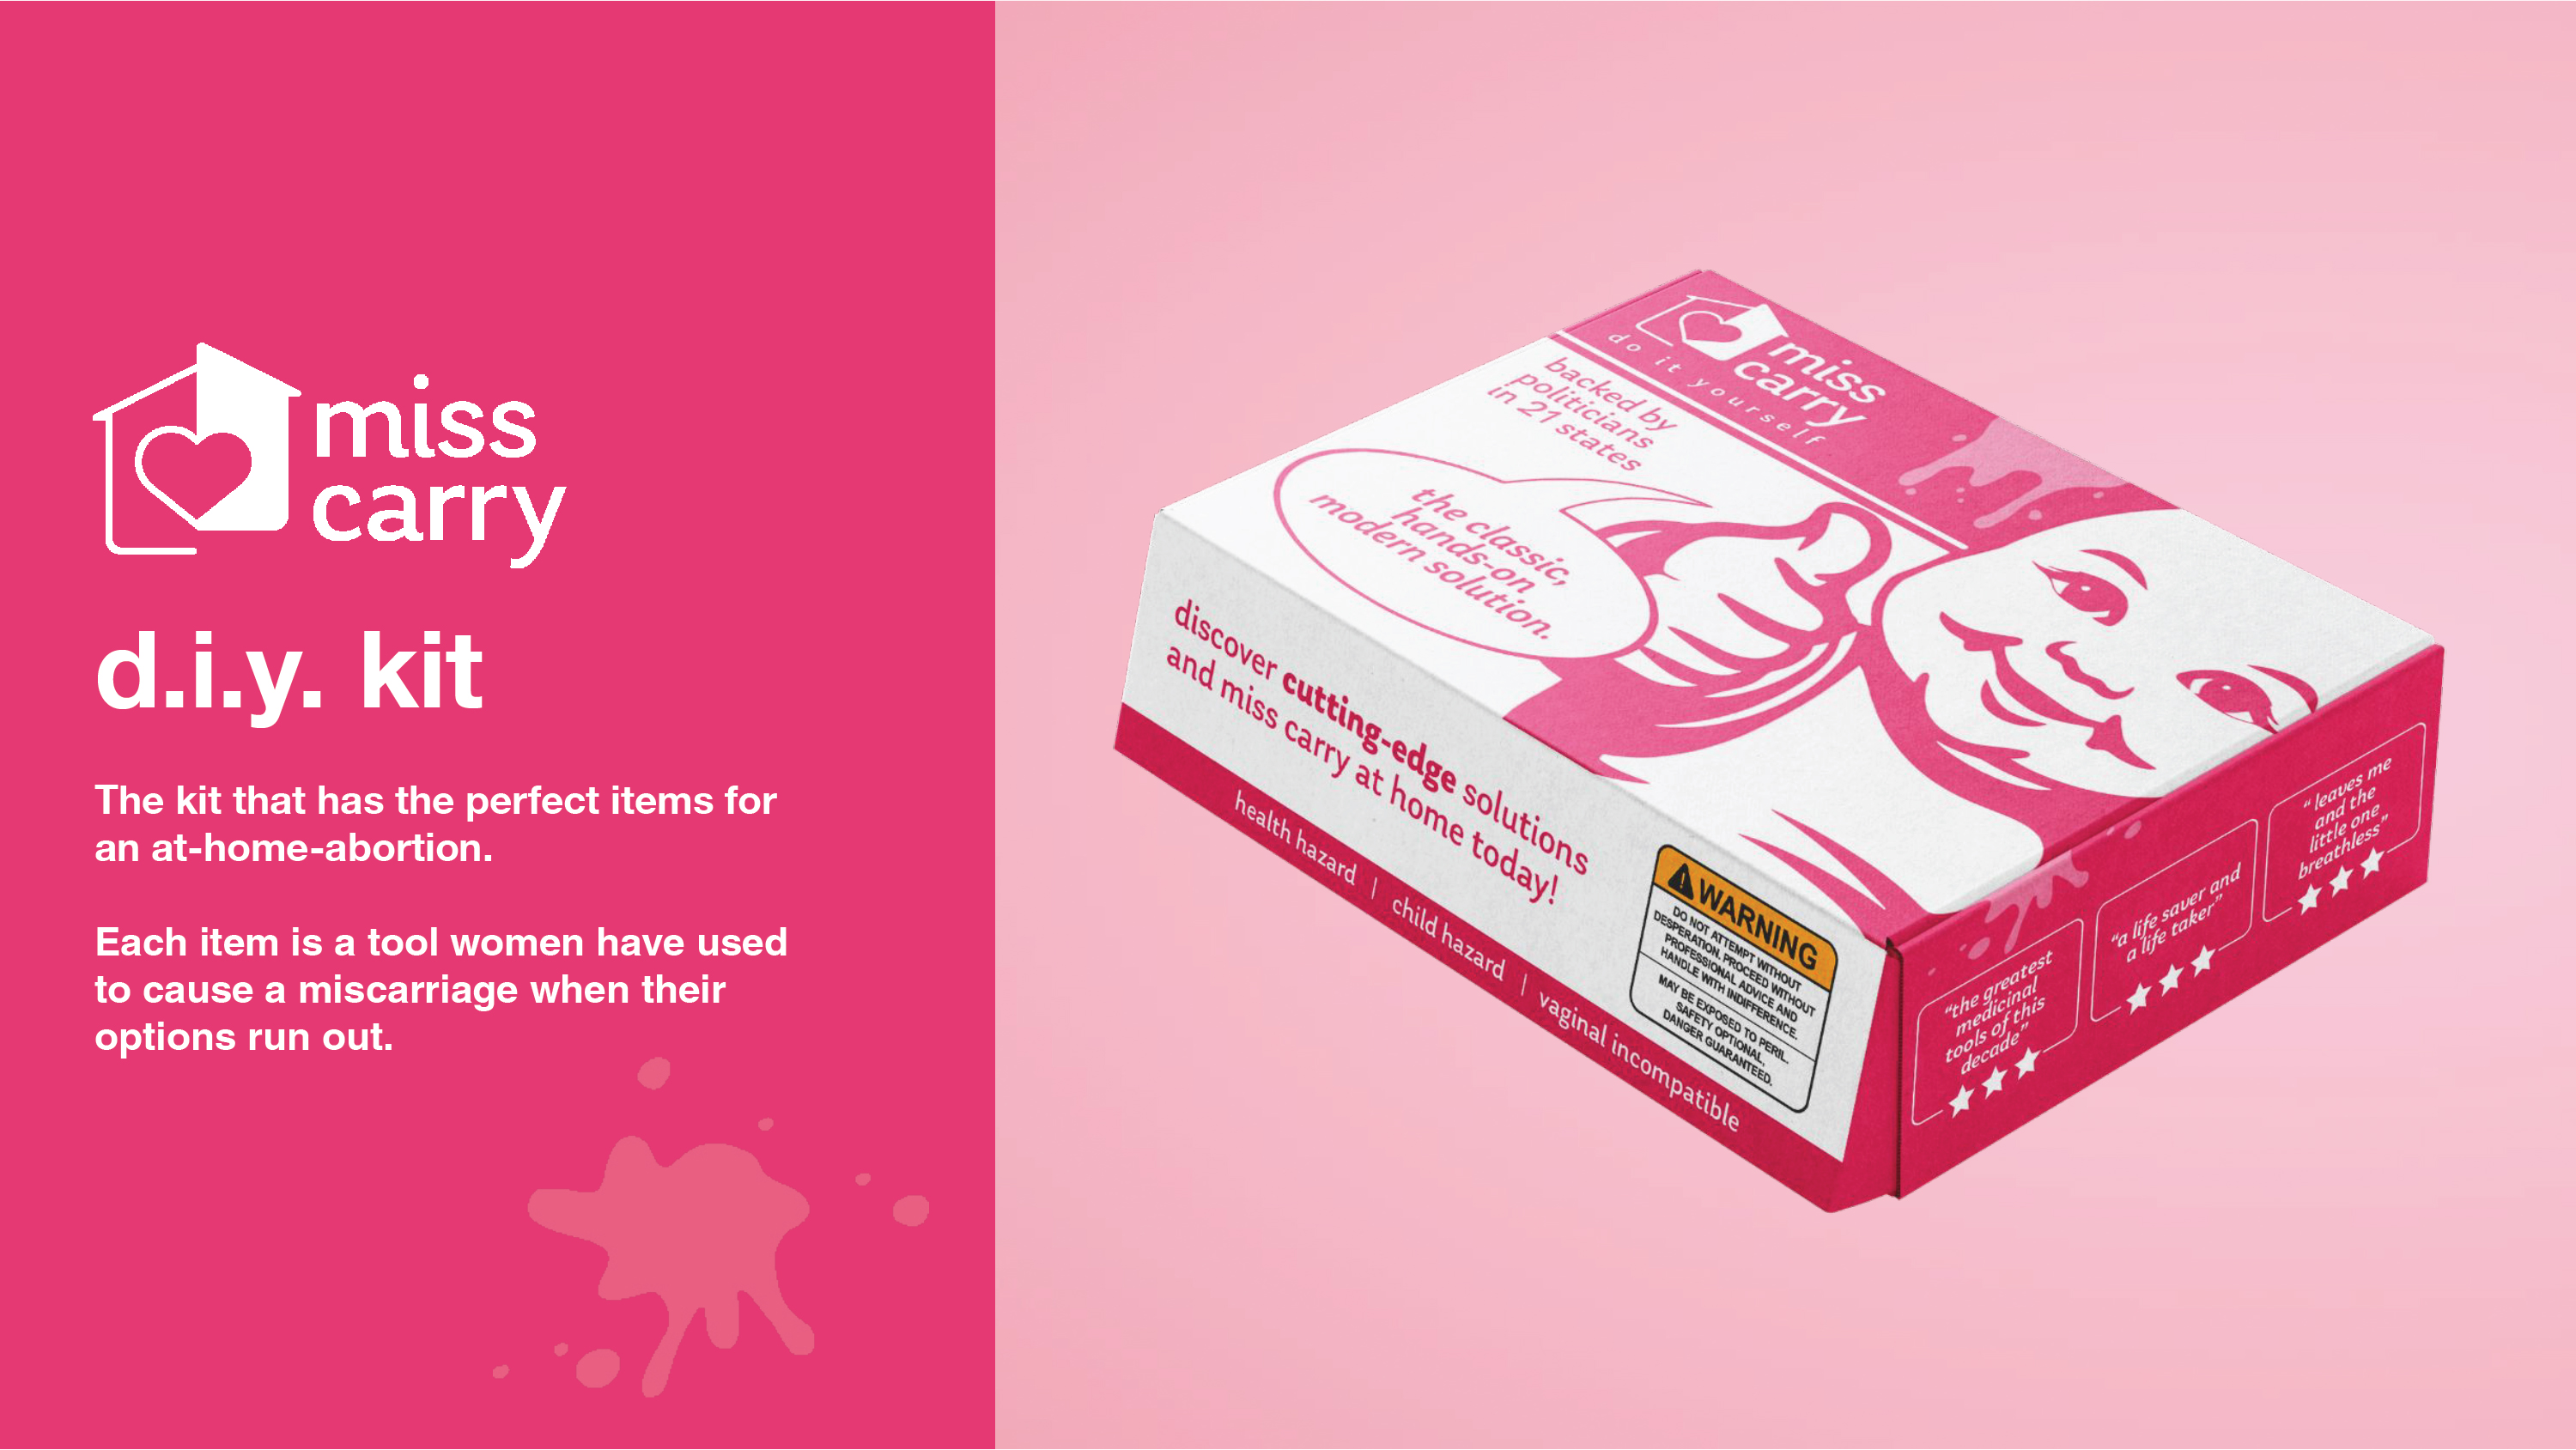 miss
carry
d.i.y. kit
The kit that has the perfect items for
an at-home-abortion.
Each item is a tool women have used
to cause a miscarriage when their
options run out.
miss
carry
do it yourself
backed by
politicians
in 21 states
the classic,
hands-on
modern solution.
discover cutting-edge solutions
and miss carry at home today!
health hazard | child hazard | vaginal incompatible
WARNING
DO NOT ATTEMPT WITHOUT
DESPERATION. PROCEED WITHOUT
PROFESSIONAL ADVICE AND
HANDLE WITH INDIFFERENCE.
MAY BE EXPOSED TO PERIL.
SAFETY OPTIONAL.
DANGER GUARANTEED.
“the greatest
medicinal
tools of this
decade”
“a life saver and
a life taker”
“leaves me
and the
little one
breathless”